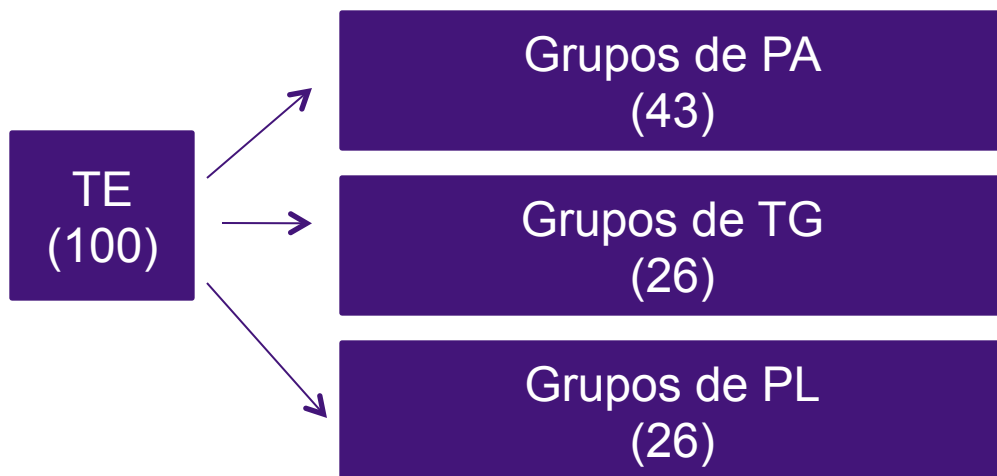 TE
(100)
Grupos de PA
(43)
Grupos de TG
(26)
Grupos de PL
(26)